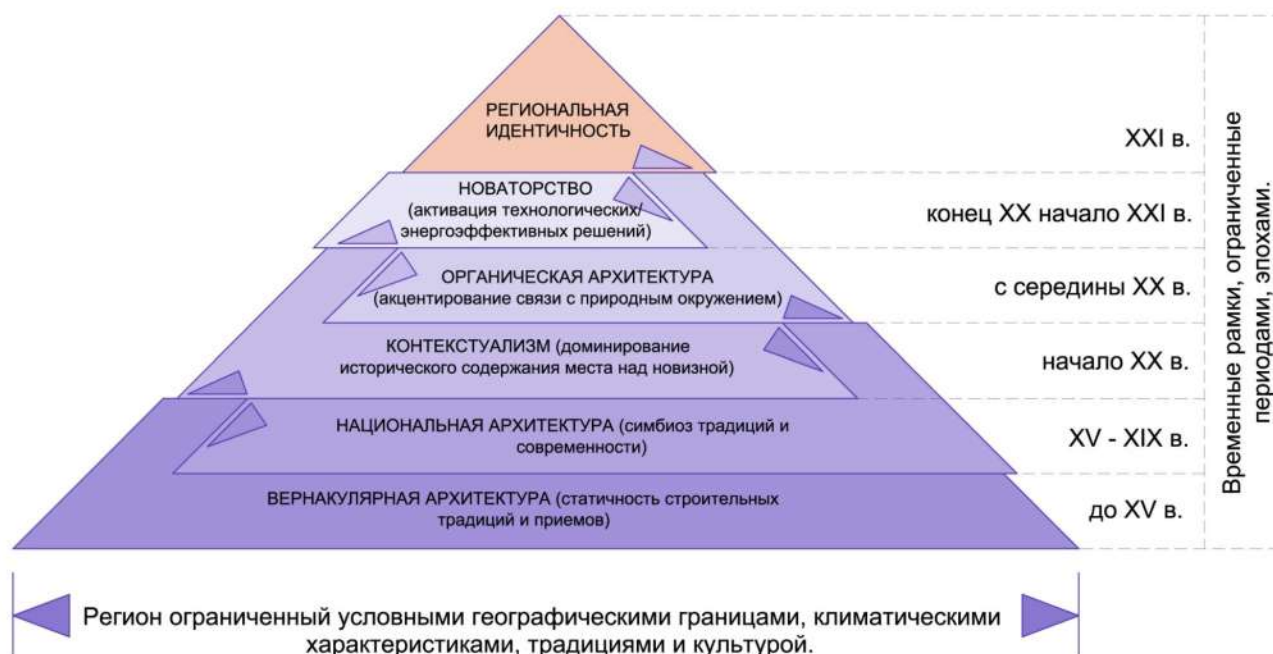 РЕГИОНАЛЬНАЯ
ИДЕНТИЧНОСТЬ
XXI в.
НОВАТОРСТВО
(активация технологических/
энергоэффективных решений)
конец XX начало XXI в.
ОРГАНИЧЕСКАЯ АРХИТЕКТУРА
(акцентирование связи с природным окружением)
с середины XX в.
КОНТЕКСТУАЛИЗМ (доминирование
исторического содержания места над новизной)
начало XX в.
НАЦИОНАЛЬНАЯ АРХИТЕКТУРА (симбиоз традиций и
современности)
XV - XIX в.
ВЕРНАКУЛЯРНАЯ АРХИТЕКТУРА (статичность строительных
традиций и приемов)
до XV в.
Временные рамки, ограниченные
периодами, эпохами.
Регион ограниченный условными географическими границами, климатическими
характеристиками, традициями и культурой.